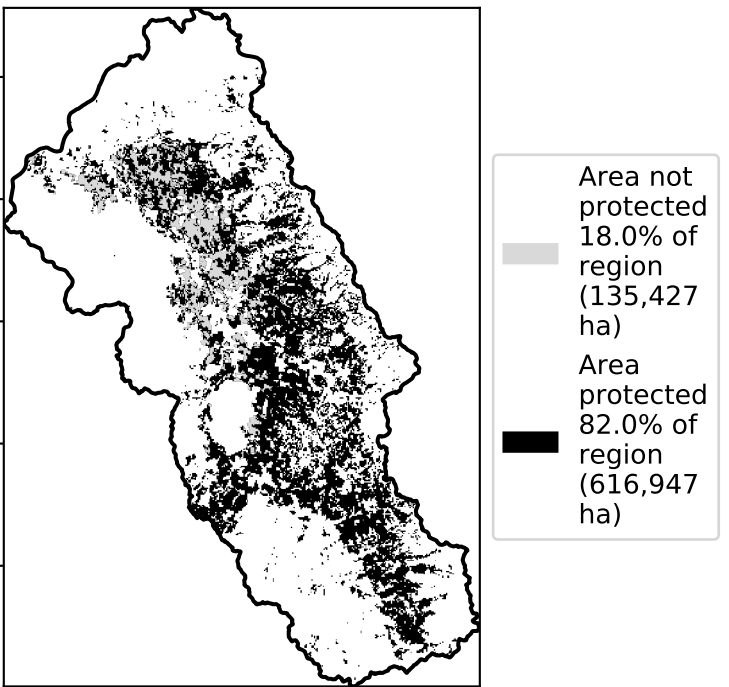 Area not
protected
18.0% of
region
(135,427
ha)
Area
protected
82.0% of
region
(616,947
ha)